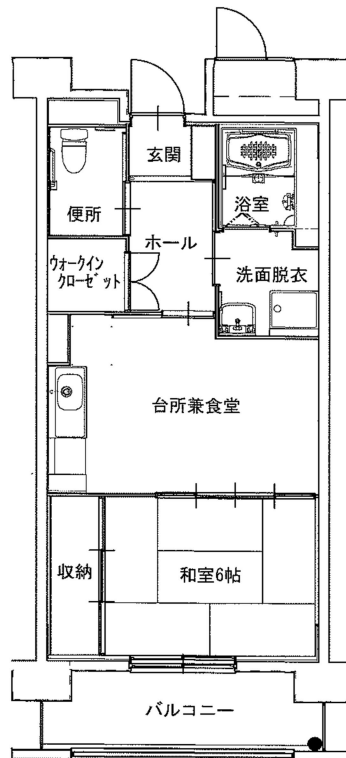 玄関
浴室
便所
ホール
ウォークイン
クローゼット
洗面脱衣
台所兼食堂
収納
和室6帖
バルコニー